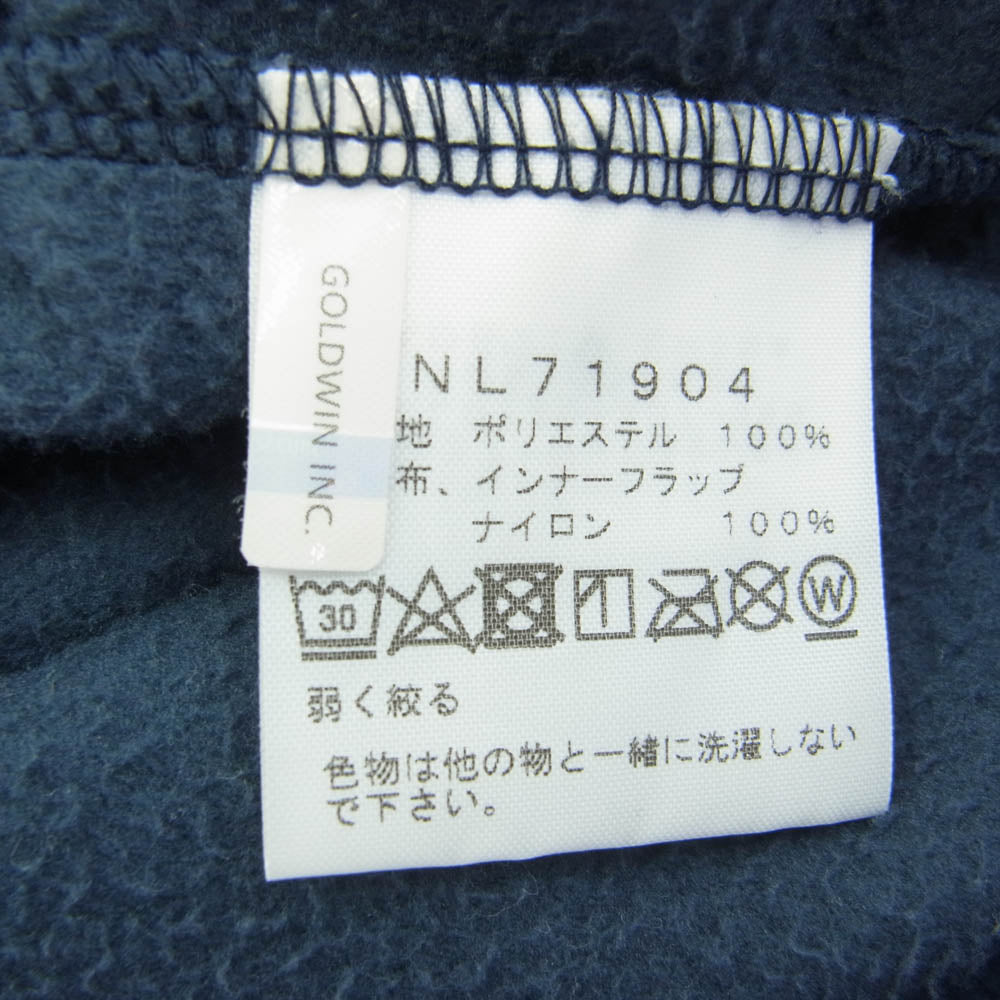 GOLDWIN INC.
NL71904
地 ポリエステル 100%
布、インナーフラップ
ナイロン 100%
30
W
弱く絞る
色物は他の物と一緒に洗濯しない
で下さい。